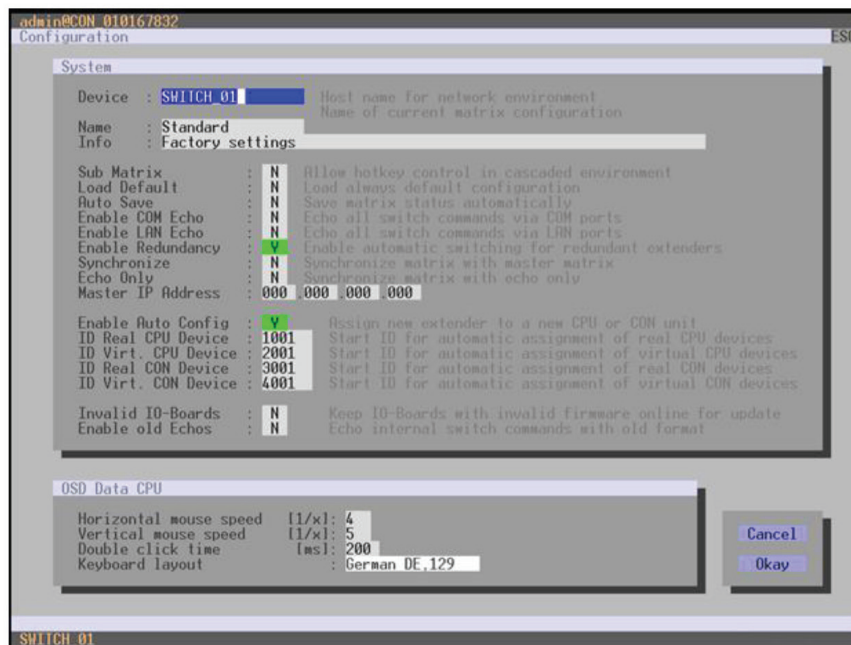 admin@CON_010167832
Configuration ESC
System
Device : SWITCH_01 Host name for network environment
Name of current matrix configuration
Name : Standard
Info : Factory settings
Sub Matrix : N Allow hotkey control in cascaded environment
Load Default : N Load always default configuration
Auto Save : N Save matrix status automatically
Enable COM Echo : N Echo all switch commands via COM ports
Enable LAN Echo : N Echo all switch commands via LAN ports
Enable Redundancy : Y Enable automatic switching for redundant extenders
Synchronize : N Synchronize matrix with master matrix
Echo Only : N Synchronize matrix with echo only
Master IP Address : 000 .000 .000 .000
Enable Auto Config : Y Assign new extender to a new CPU or CON unit
ID Real CPU Device : 1001 Start ID for automatic assignment of real CPU devices
ID Virt. CPU Device : 2001 Start ID for automatic assignment of virtual CPU devices
ID Real CON Device : 3001 Start ID for automatic assignment of real CON devices
ID Virt. CON Device : 4001 Start ID for automatic assignment of virtual CON devices
Invalid IO-Boards : N Keep IO-Boards with invalid firmware online for update
Enable old Echos : N Echo internal switch commands with old format
OSD Data CPU
Horizontal mouse speed [1/x]: 4
Vertical mouse speed [1/x]: 5
Double click time [ms]: 200
Keyboard layout : German DE,129
Cancel
Okay
SWITCH_01